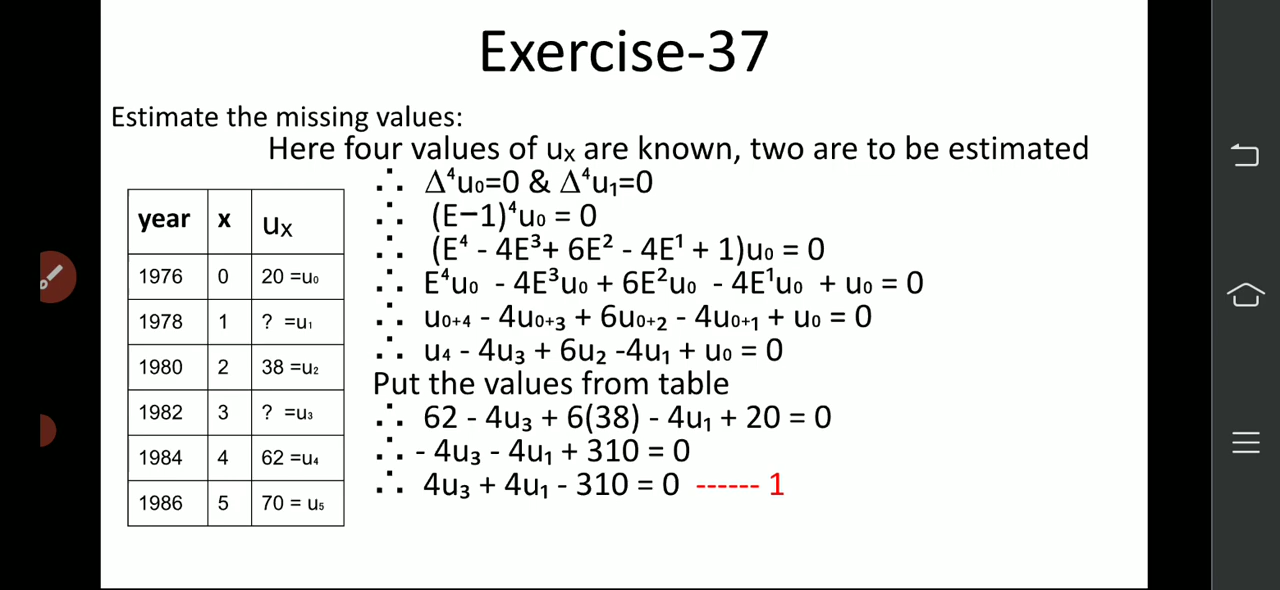 Exercise-37
Estimate the missing values:
Here four values of uₓ are known, two are to be estimated
∴ Δ⁴u₀=0 & Δ⁴u₁=0
∴ (E−1)⁴u₀ = 0
∴ (E⁴ - 4E³+ 6E² - 4E¹ + 1)u₀ = 0
∴ E⁴u₀ - 4E³u₀ + 6E²u₀ - 4E¹u₀ + u₀ = 0
∴ u₀₊₄ - 4u₀₊₃ + 6u₀₊₂ - 4u₀₊₁ + u₀ = 0
∴ u₄ - 4u₃ + 6u₂ -4u₁ + u₀ = 0
Put the values from table
∴ 62 - 4u₃ + 6(38) - 4u₁ + 20 = 0
∴ - 4u₃ - 4u₁ + 310 = 0
∴ 4u₃ + 4u₁ - 310 = 0 ------ 1
year x uₓ
1976 0 20 =u₀
1978 1 ? =u₁
1980 2 38 =u₂
1982 3 ? =u₃
1984 4 62 =u₄
1986 5 70 = u₅